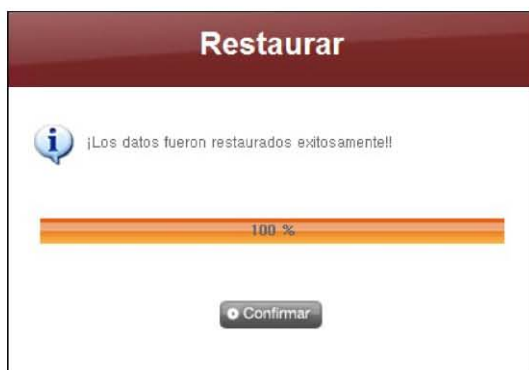 Restaurar
¡Los datos fueron restaurados exitosamente!!
100 %
Confirmar